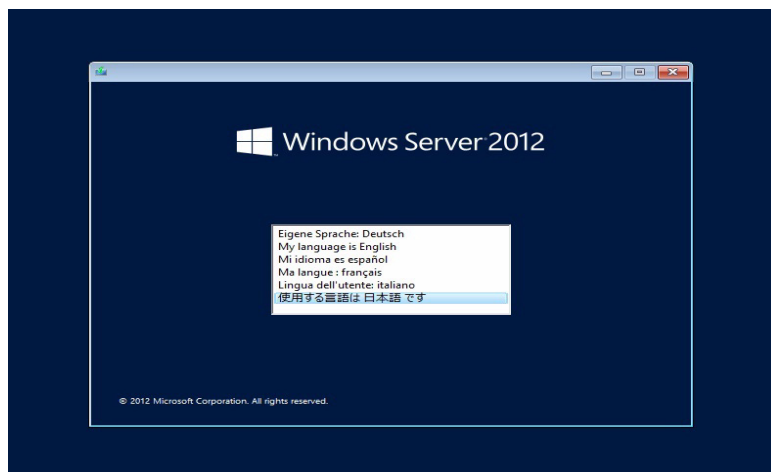 Windows Server 2012
Eigene Sprache: Deutsch
My language is English
Mi idioma es español
Ma langue : français
Lingua dell'utente: italiano
使用する言語は 日本語 です
© 2012 Microsoft Corporation. All rights reserved.